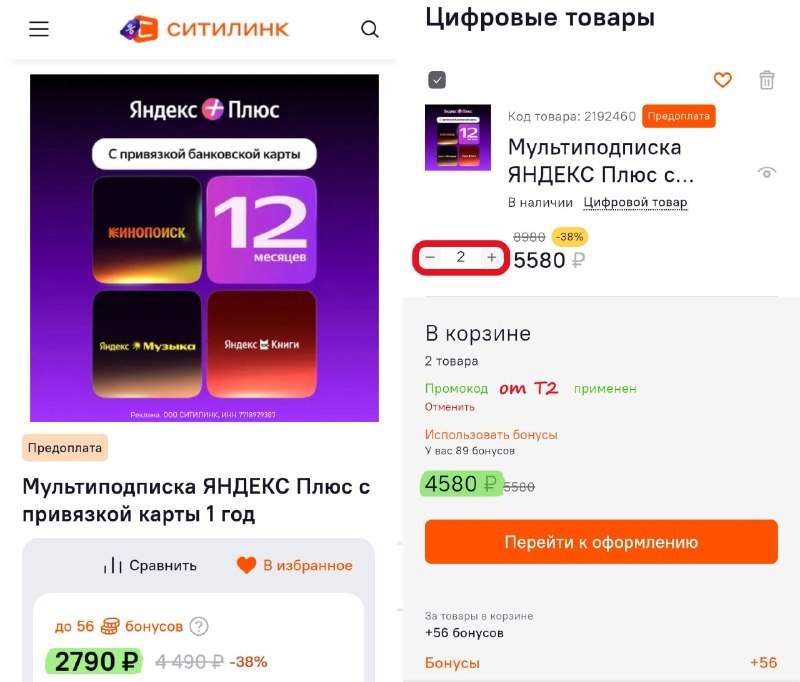 СИТИЛИНК
Яндекс Плюс
С привязкой банковской карты
КИНОПОИСК
12
месяцев
Яндекс Музыка
Яндекс Книги
Реклама. ООО СИТИЛИНК, ИНН 7718979307
Предоплата
Мультиподписка ЯНДЕКС Плюс с
привязкой карты 1 год
Сравнить
В избранное
до 56 бонусов ?
2790 ₽ 4 490 ₽ -38%
Цифровые товары
12
Код товара: 2192460 Предоплата
Мультиподписка
ЯНДЕКС Плюс с...
В наличии Цифровой товар
8980 -38%
− 2 + 5580 ₽
В корзине
2 товара
Промокод от Т2 применен
Отменить
Использовать бонусы
У вас 89 бонусов
4580 ₽ 5580
Перейти к оформлению
За товары в корзине
+56 бонусов
Бонусы +56